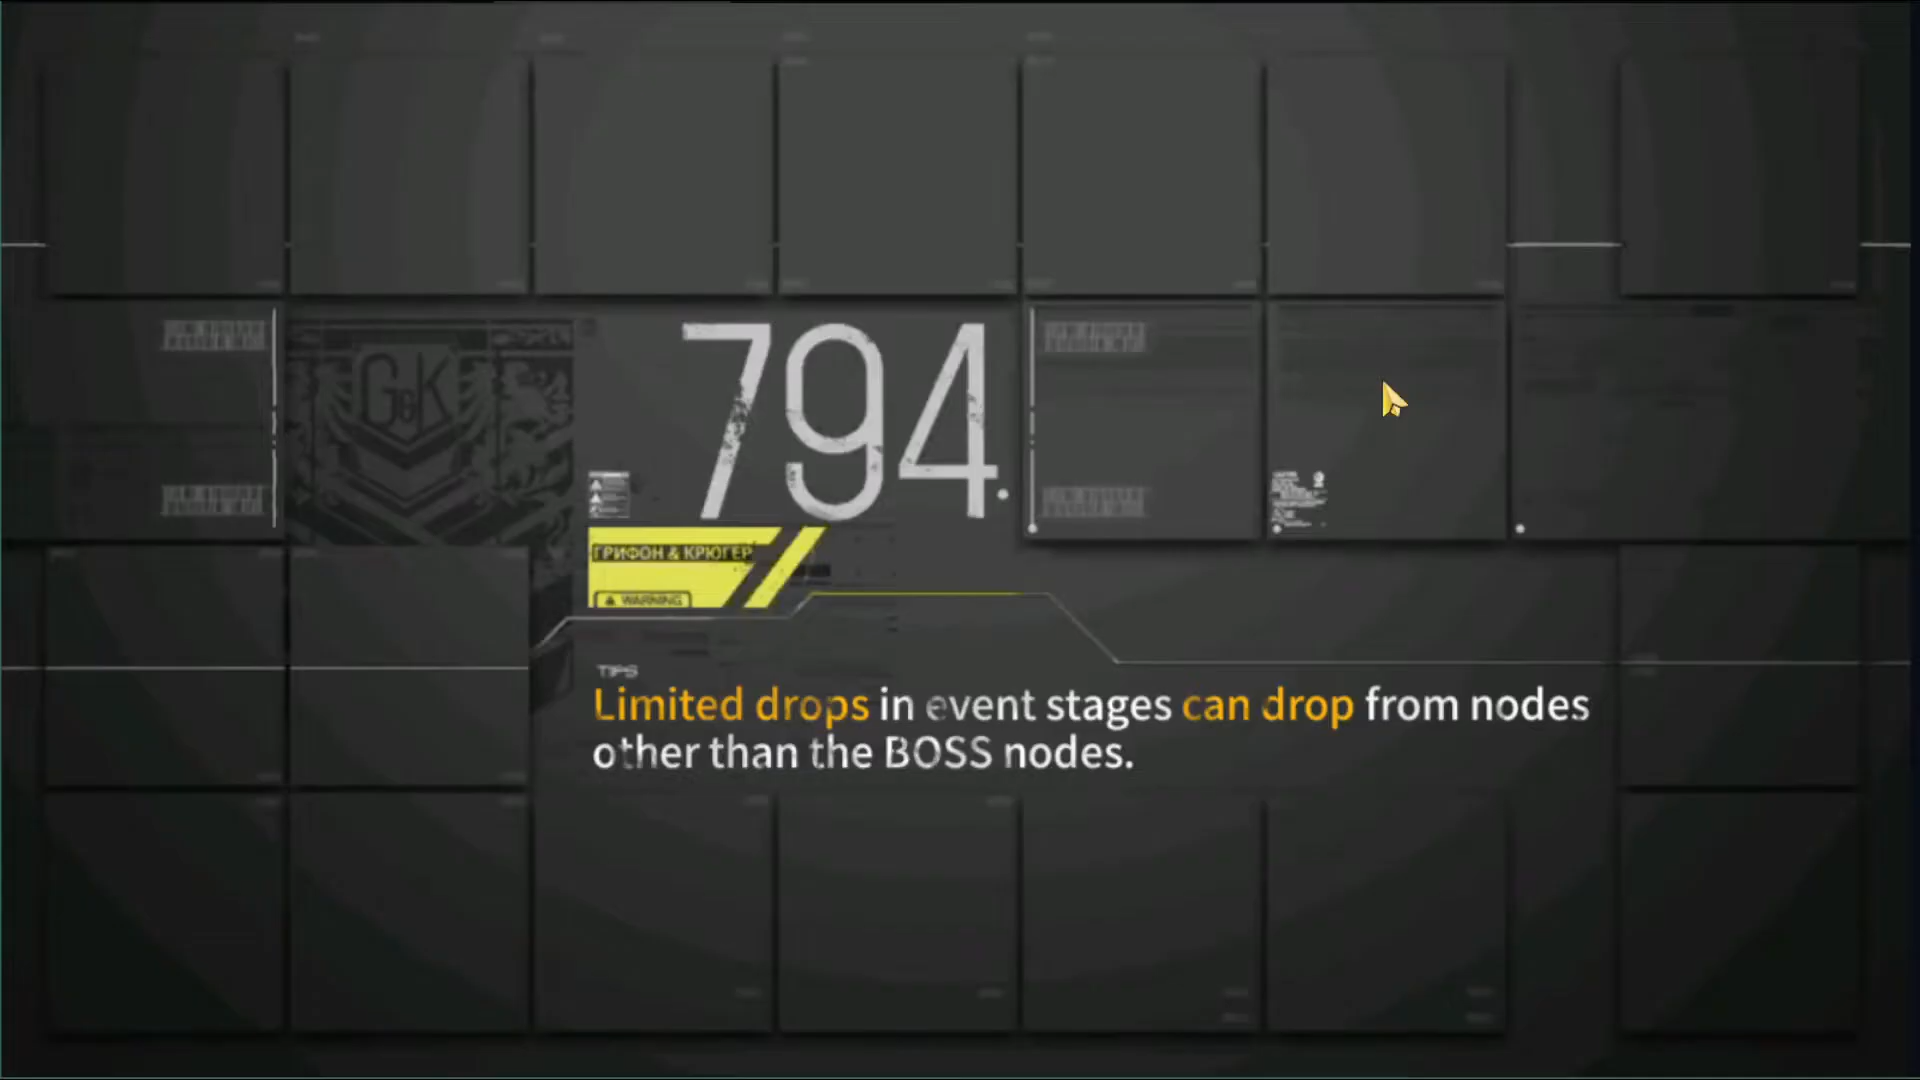 794.
G&K
ГРИФОН & КРЮГЕР
WARNING
TIPS
Limited drops in event stages can drop from nodes
other than the BOSS nodes.